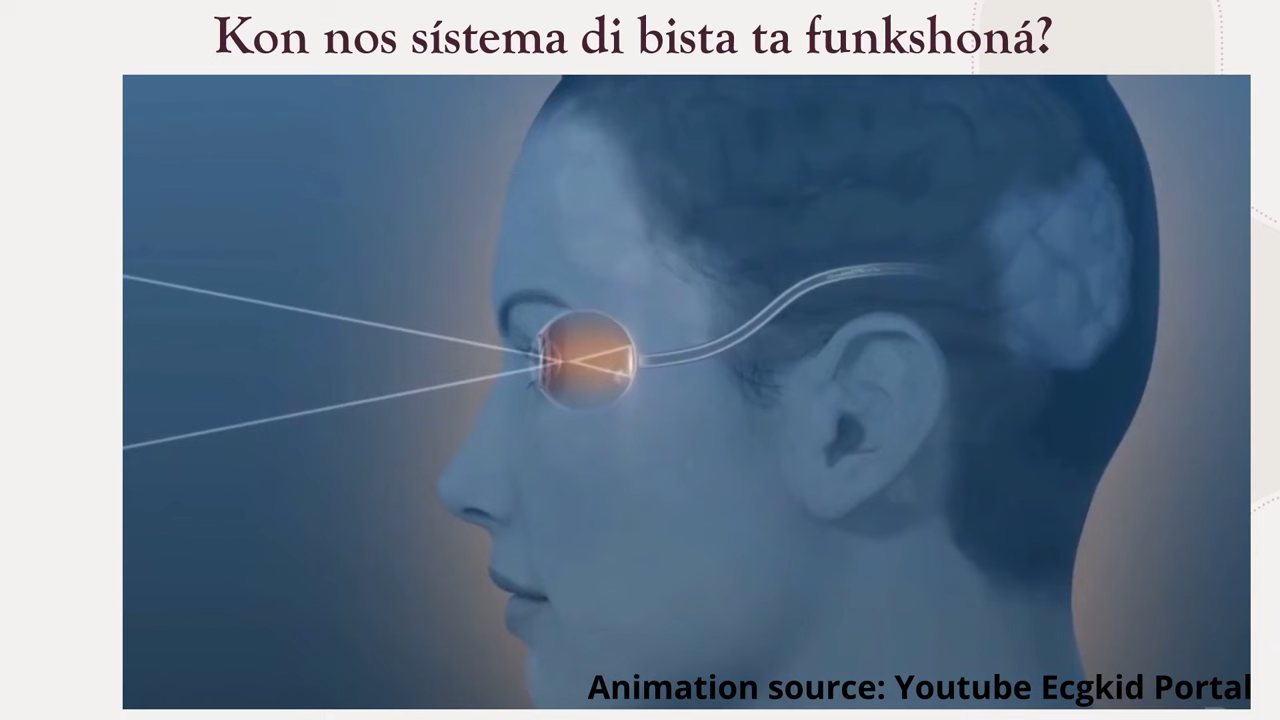 Kon nos sístema di bista ta funkshoná?
Animation source: Youtube Ecgkid Portal